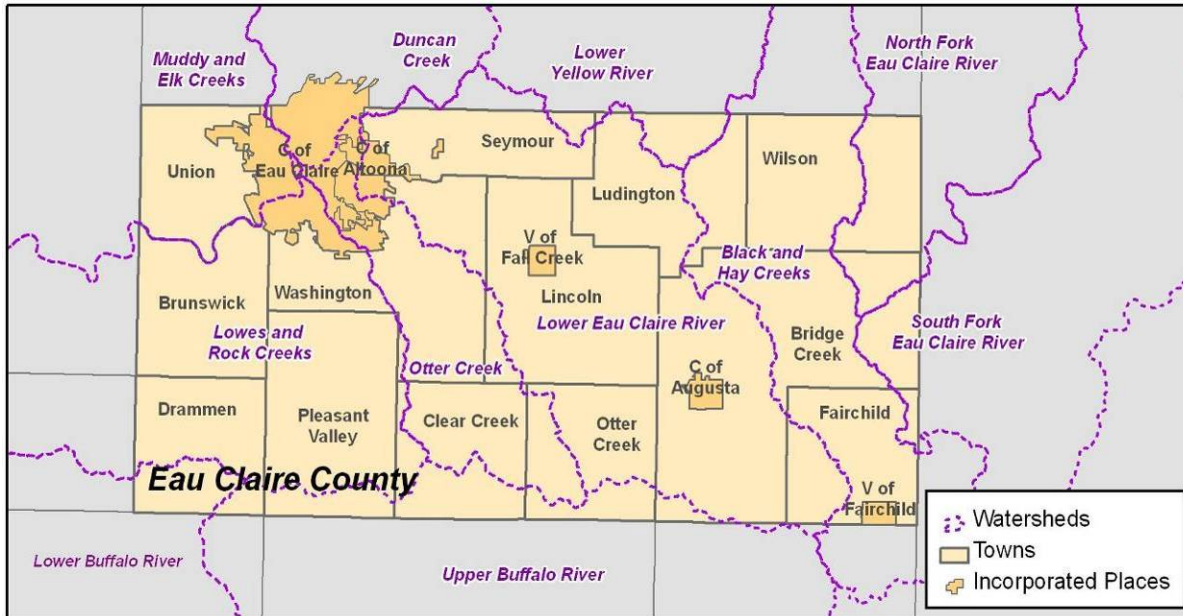 Muddy and
Elk Creeks
Duncan
Creek
Lower
Yellow River
North Fork
Eau Claire River
Union
C of
Eau Claire
C of
Altoona
Seymour
Ludington
Wilson
V of
Fall Creek
Lincoln
Black and
Hay Creeks
Brunswick
Washington
Lowes and
Rock Creeks
Lower Eau Claire River
Bridge
Creek
South Fork
Eau Claire River
Otter Creek
C of
Augusta
Drammen
Pleasant
Valley
Clear Creek
Otter
Creek
Fairchild
Eau Claire County
V of
Fairchild
Lower Buffalo River
Upper Buffalo River
Watersheds
Towns
Incorporated Places